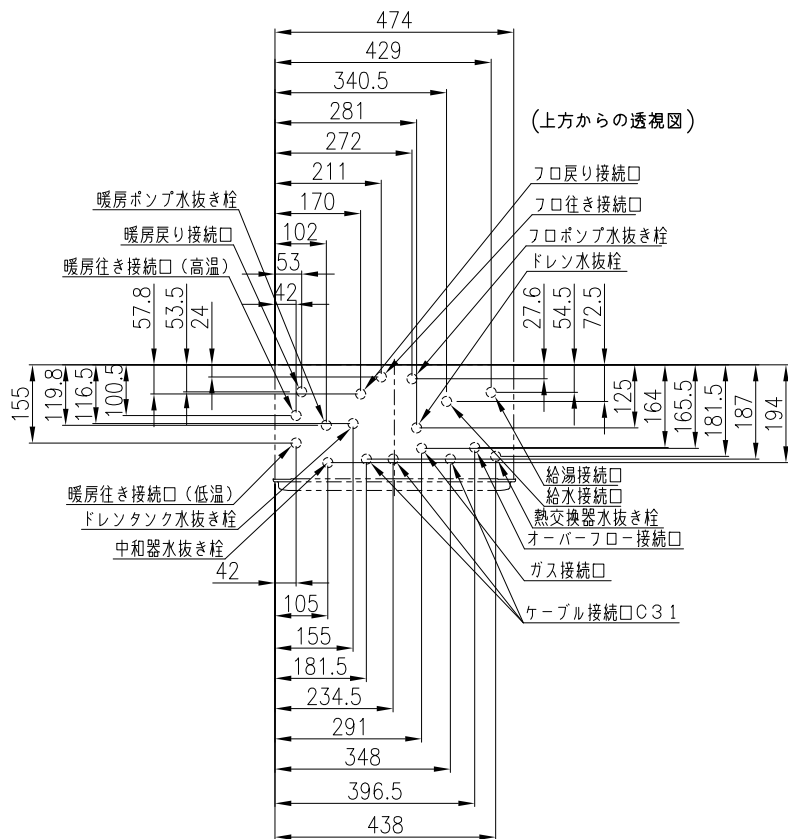 474
429
340.5
281
272
211
170
102
53
42
(上方からの透視図)
フロ戻り接続口
フロ往き接続口
フロポンプ水抜き栓
ドレン水抜栓
暖房ポンプ水抜き栓
暖房戻り接続口
暖房往き接続口（高温）
57.8
53.5
24
27.6
54.5
72.5
155
119.8
116.5
100.5
125
164
165.5
181.5
187
194
暖房往き接続口（低温）
ドレンタンク水抜き栓
中和器水抜き栓
給湯接続口
給水接続口
熱交換器水抜き栓
オーバーフロー接続口
ガス接続口
ケーブル接続口C31
42
105
155
181.5
234.5
291
348
396.5
438